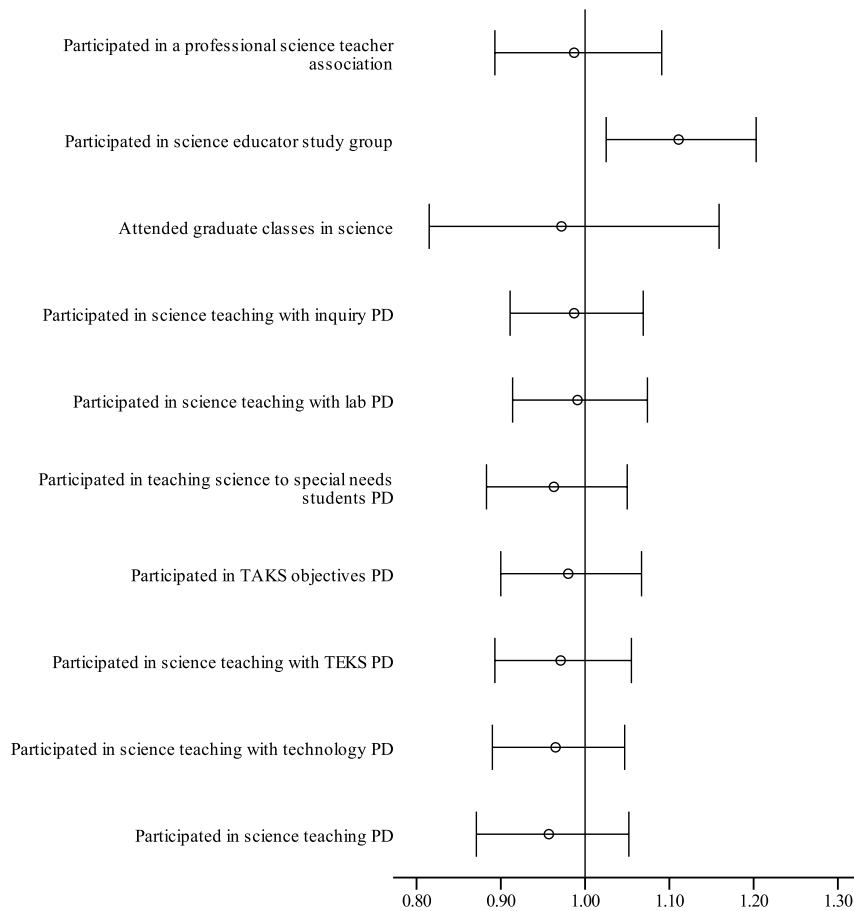 Participated in a professional science teacher
association
Participated in science educator study group
Attended graduate classes in science
Participated in science teaching with inquiry PD
Participated in science teaching with lab PD
Participated in teaching science to special needs
students PD
Participated in TAKS objectives PD
Participated in science teaching with TEKS PD
Participated in science teaching with technology PD
Participated in science teaching PD
0.80 0.90 1.00 1.10 1.20 1.30